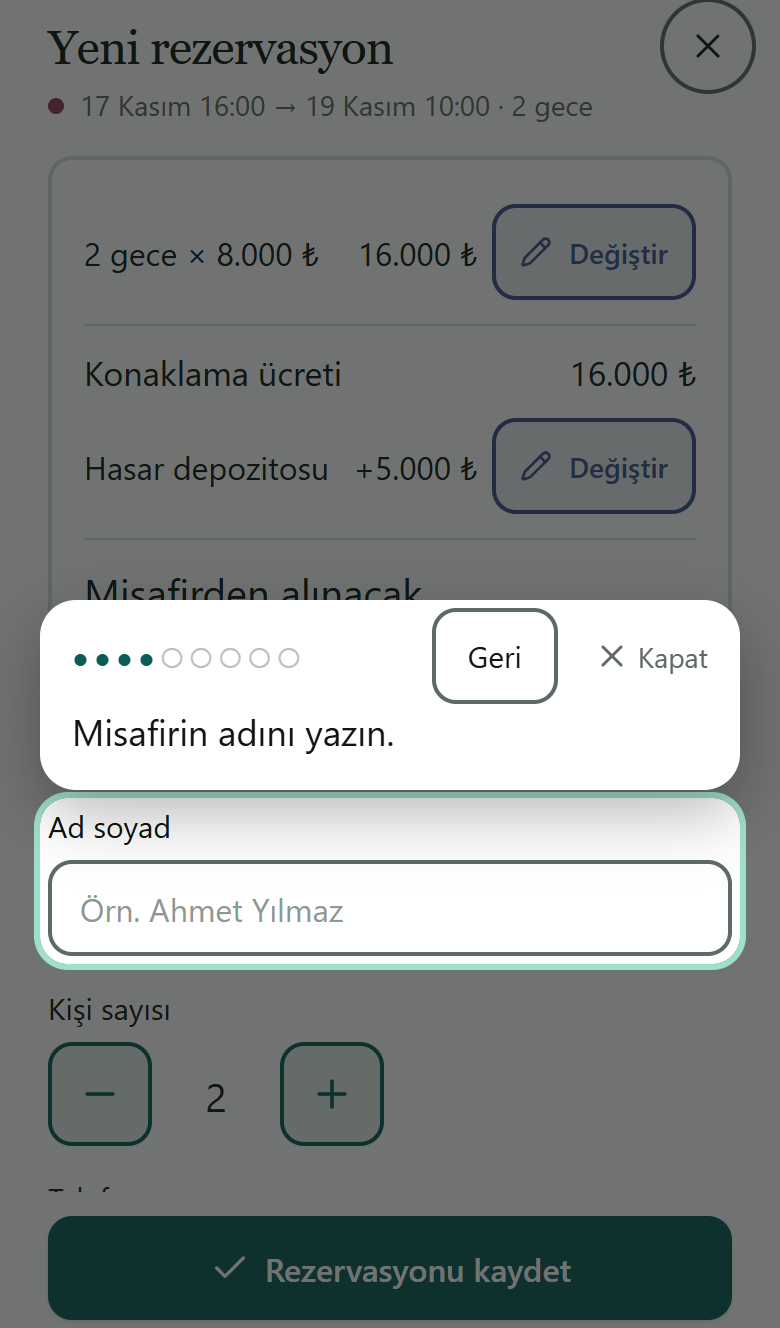 Yeni rezervasyon
17 Kasım 16:00 → 19 Kasım 10:00 · 2 gece
2 gece × 8.000 ₺ 16.000 ₺ Değiştir
Konaklama ücreti 16.000 ₺
Hasar depozitosu +5.000 ₺ Değiştir
Misafirden alınacak
Geri Kapat
Misafirin adını yazın.
Ad soyad
Örn. Ahmet Yılmaz
Kişi sayısı
2
Rezervasyonu kaydet